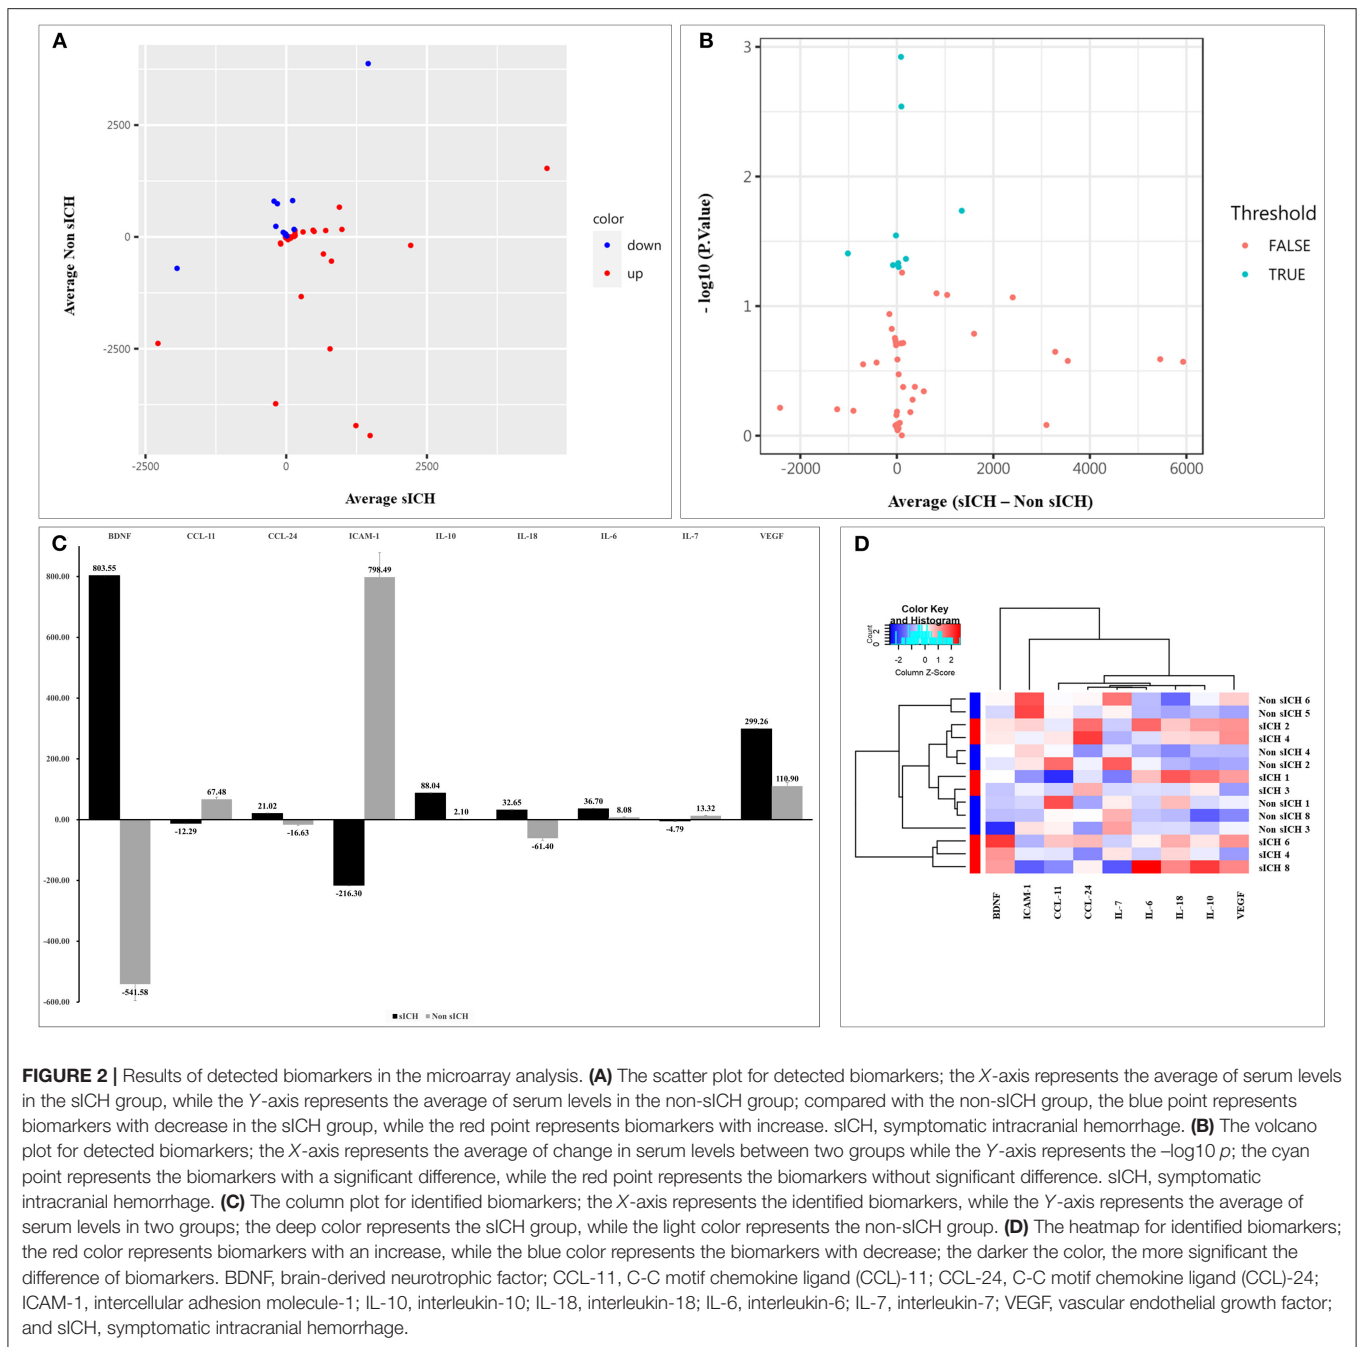 A
2500
0
-2500
-2500
0
2500
Average Non sICH
Average sICH
color
down
up
B
3
2
1
0
-2000
0
2000
4000
6000
- log10 (P.Value)
Average (sICH – Non sICH)
Threshold
FALSE
TRUE
C
BDNF CCL-11 CCL-24 ICAM-1 IL-10 IL-18 IL-6 IL-7 VEGF
800.00
600.00
400.00
200.00
0.00
-200.00
-400.00
-600.00
803.55
-541.58
-12.29
67.48
21.02
-16.63
-216.30
798.49
88.04
2.10
32.65
-61.40
36.70
8.08
-4.79
13.32
299.26
110.90
sICH Non sICH
D
Color Key
and Histogram
Count
0 2
-2 0 1 2
Column Z-Score
Non sICH 6
Non sICH 5
sICH 2
sICH 4
Non sICH 4
Non sICH 2
sICH 1
sICH 3
Non sICH 1
Non sICH 8
Non sICH 3
sICH 6
sICH 4
sICH 8
BDNF
ICAM-1
CCL-11
CCL-24
IL-7
IL-6
IL-18
IL-10
VEGF
FIGURE 2 | Results of detected biomarkers in the microarray analysis. (A) The scatter plot for detected biomarkers; the X-axis represents the average of serum levels
in the sICH group, while the Y-axis represents the average of serum levels in the non-sICH group; compared with the non-sICH group, the blue point represents
biomarkers with decrease in the sICH group, while the red point represents biomarkers with increase. sICH, symptomatic intracranial hemorrhage. (B) The volcano
plot for detected biomarkers; the X-axis represents the average of change in serum levels between two groups while the Y-axis represents the –log10 p; the cyan
point represents the biomarkers with a significant difference, while the red point represents the biomarkers without significant difference. sICH, symptomatic
intracranial hemorrhage. (C) The column plot for identified biomarkers; the X-axis represents the identified biomarkers, while the Y-axis represents the average of
serum levels in two groups; the deep color represents the sICH group, while the light color represents the non-sICH group. (D) The heatmap for identified biomarkers;
the red color represents biomarkers with an increase, while the blue color represents the biomarkers with decrease; the darker the color, the more significant the
difference of biomarkers. BDNF, brain-derived neurotrophic factor; CCL-11, C-C motif chemokine ligand (CCL)-11; CCL-24, C-C motif chemokine ligand (CCL)-24;
ICAM-1, intercellular adhesion molecule-1; IL-10, interleukin-10; IL-18, interleukin-18; IL-6, interleukin-6; IL-7, interleukin-7; VEGF, vascular endothelial growth factor;
and sICH, symptomatic intracranial hemorrhage.